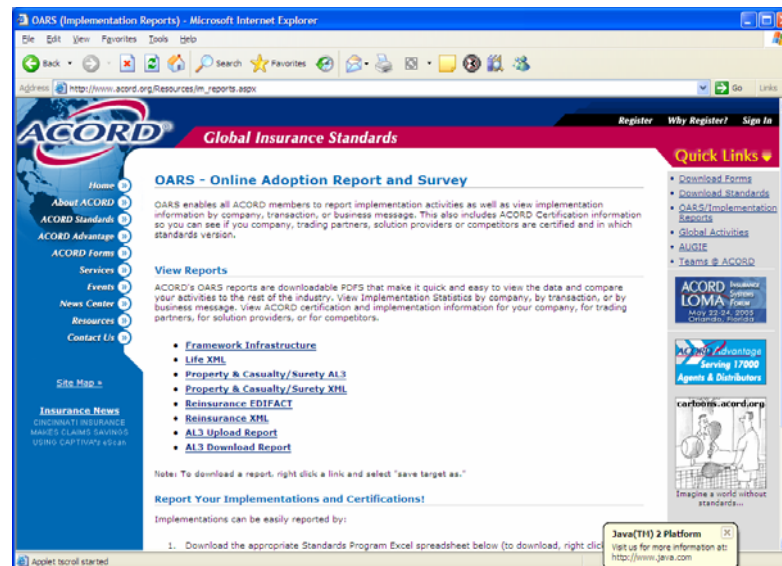 OARS (Implementation Reports) - Microsoft Internet Explorer
File Edit View Favorites Tools Help
Back Search Favorites
Address http://www.acord.org/Resources/im_reports.aspx Go Links
Register Why Register? Sign In
ACORD®
Global Insurance Standards
Home
About ACORD
ACORD Standards
ACORD Advantage
ACORD Forms
Services
Events
News Center
Resources
Contact Us
Site Map »
Insurance News
CINCINNATI INSURANCE
MAKES CLAIMS SAVINGS
USING CAPTIVA's eScan
OARS - Online Adoption Report and Survey
OARS enables all ACORD members to report implementation activities as well as view implementation
information by company, transaction, or business message. This also includes ACORD Certification information
so you can see if you company, trading partners, solution providers or competitors are certified and in which
standards version.
View Reports
ACORD's OARS reports are downloadable PDFS that make it quick and easy to view the data and compare
your activities to the rest of the industry. View Implementation Statistics by company, by transaction, or by
business message. View ACORD certification and implementation information for your company, for trading
partners, for solution providers, or for competitors.
• Framework Infrastructure
• Life XML
• Property & Casualty/Surety AL3
• Property & Casualty/Surety XML
• Reinsurance EDIFACT
• Reinsurance XML
• AL3 Upload Report
• AL3 Download Report
Note: To download a report, right click a link and select "save target as."
Report Your Implementations and Certifications!
Implementations can be easily reported by:
1. Download the appropriate Standards Program Excel spreadsheet below (to download, right clic
Quick Links
• Download Forms
• Download Standards
• OARS/Implementation
Reports
• Global Activities
• AUGIE
• Teams @ ACORD
ACORD Insurance
LOMA Systems Forum
May 22-24, 2005
Orlando, Florida
ACORD Advantage
Serving 17000
Agents & Distributors
cartoons.acord.org
Imagine a world without
standards...
Java(TM) 2 Platform
Visit us for more information at:
http://www.java.com
Applet tscroll started